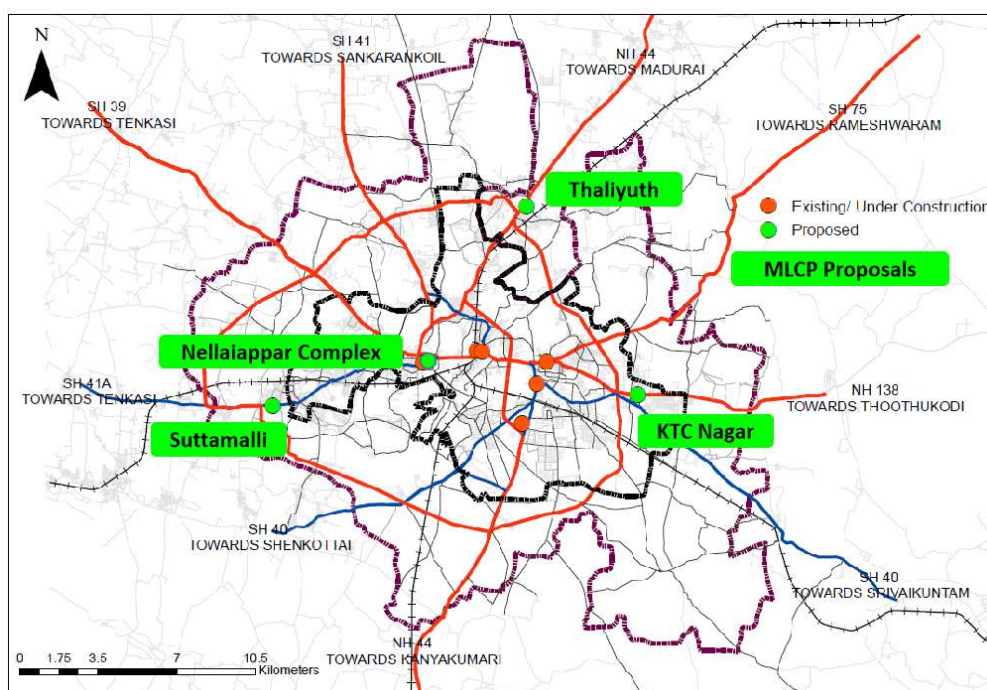 N
SH 41
TOWARDS SANKARANKOIL
NH 44
TOWARDS MADURAI
SH 39
TOWARDS TENKASI
SH 75
TOWARDS RAMESHWARAM
Thaliyuth
Existing/ Under Construction
Proposed
MLCP Proposals
Nellaiappar Complex
SH 41A
TOWARDS TENKASI
NH 138
TOWARDS THOOTHUKODI
Suttamalli
KTC Nagar
SH 40
TOWARDS SHENKOTTAI
SH 40
TOWARDS SRIVAIKUNTAM
NH 44
TOWARDS KANYAKUMARI
0 1.75 3.5 7 10.5
Kilometers